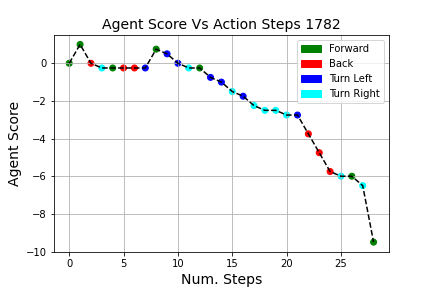 Agent Score Vs Action Steps 1782
Forward
Back
Turn Left
Turn Right
Agent Score
0
−2
−4
−6
−8
−10
0 5 10 15 20 25
Num. Steps